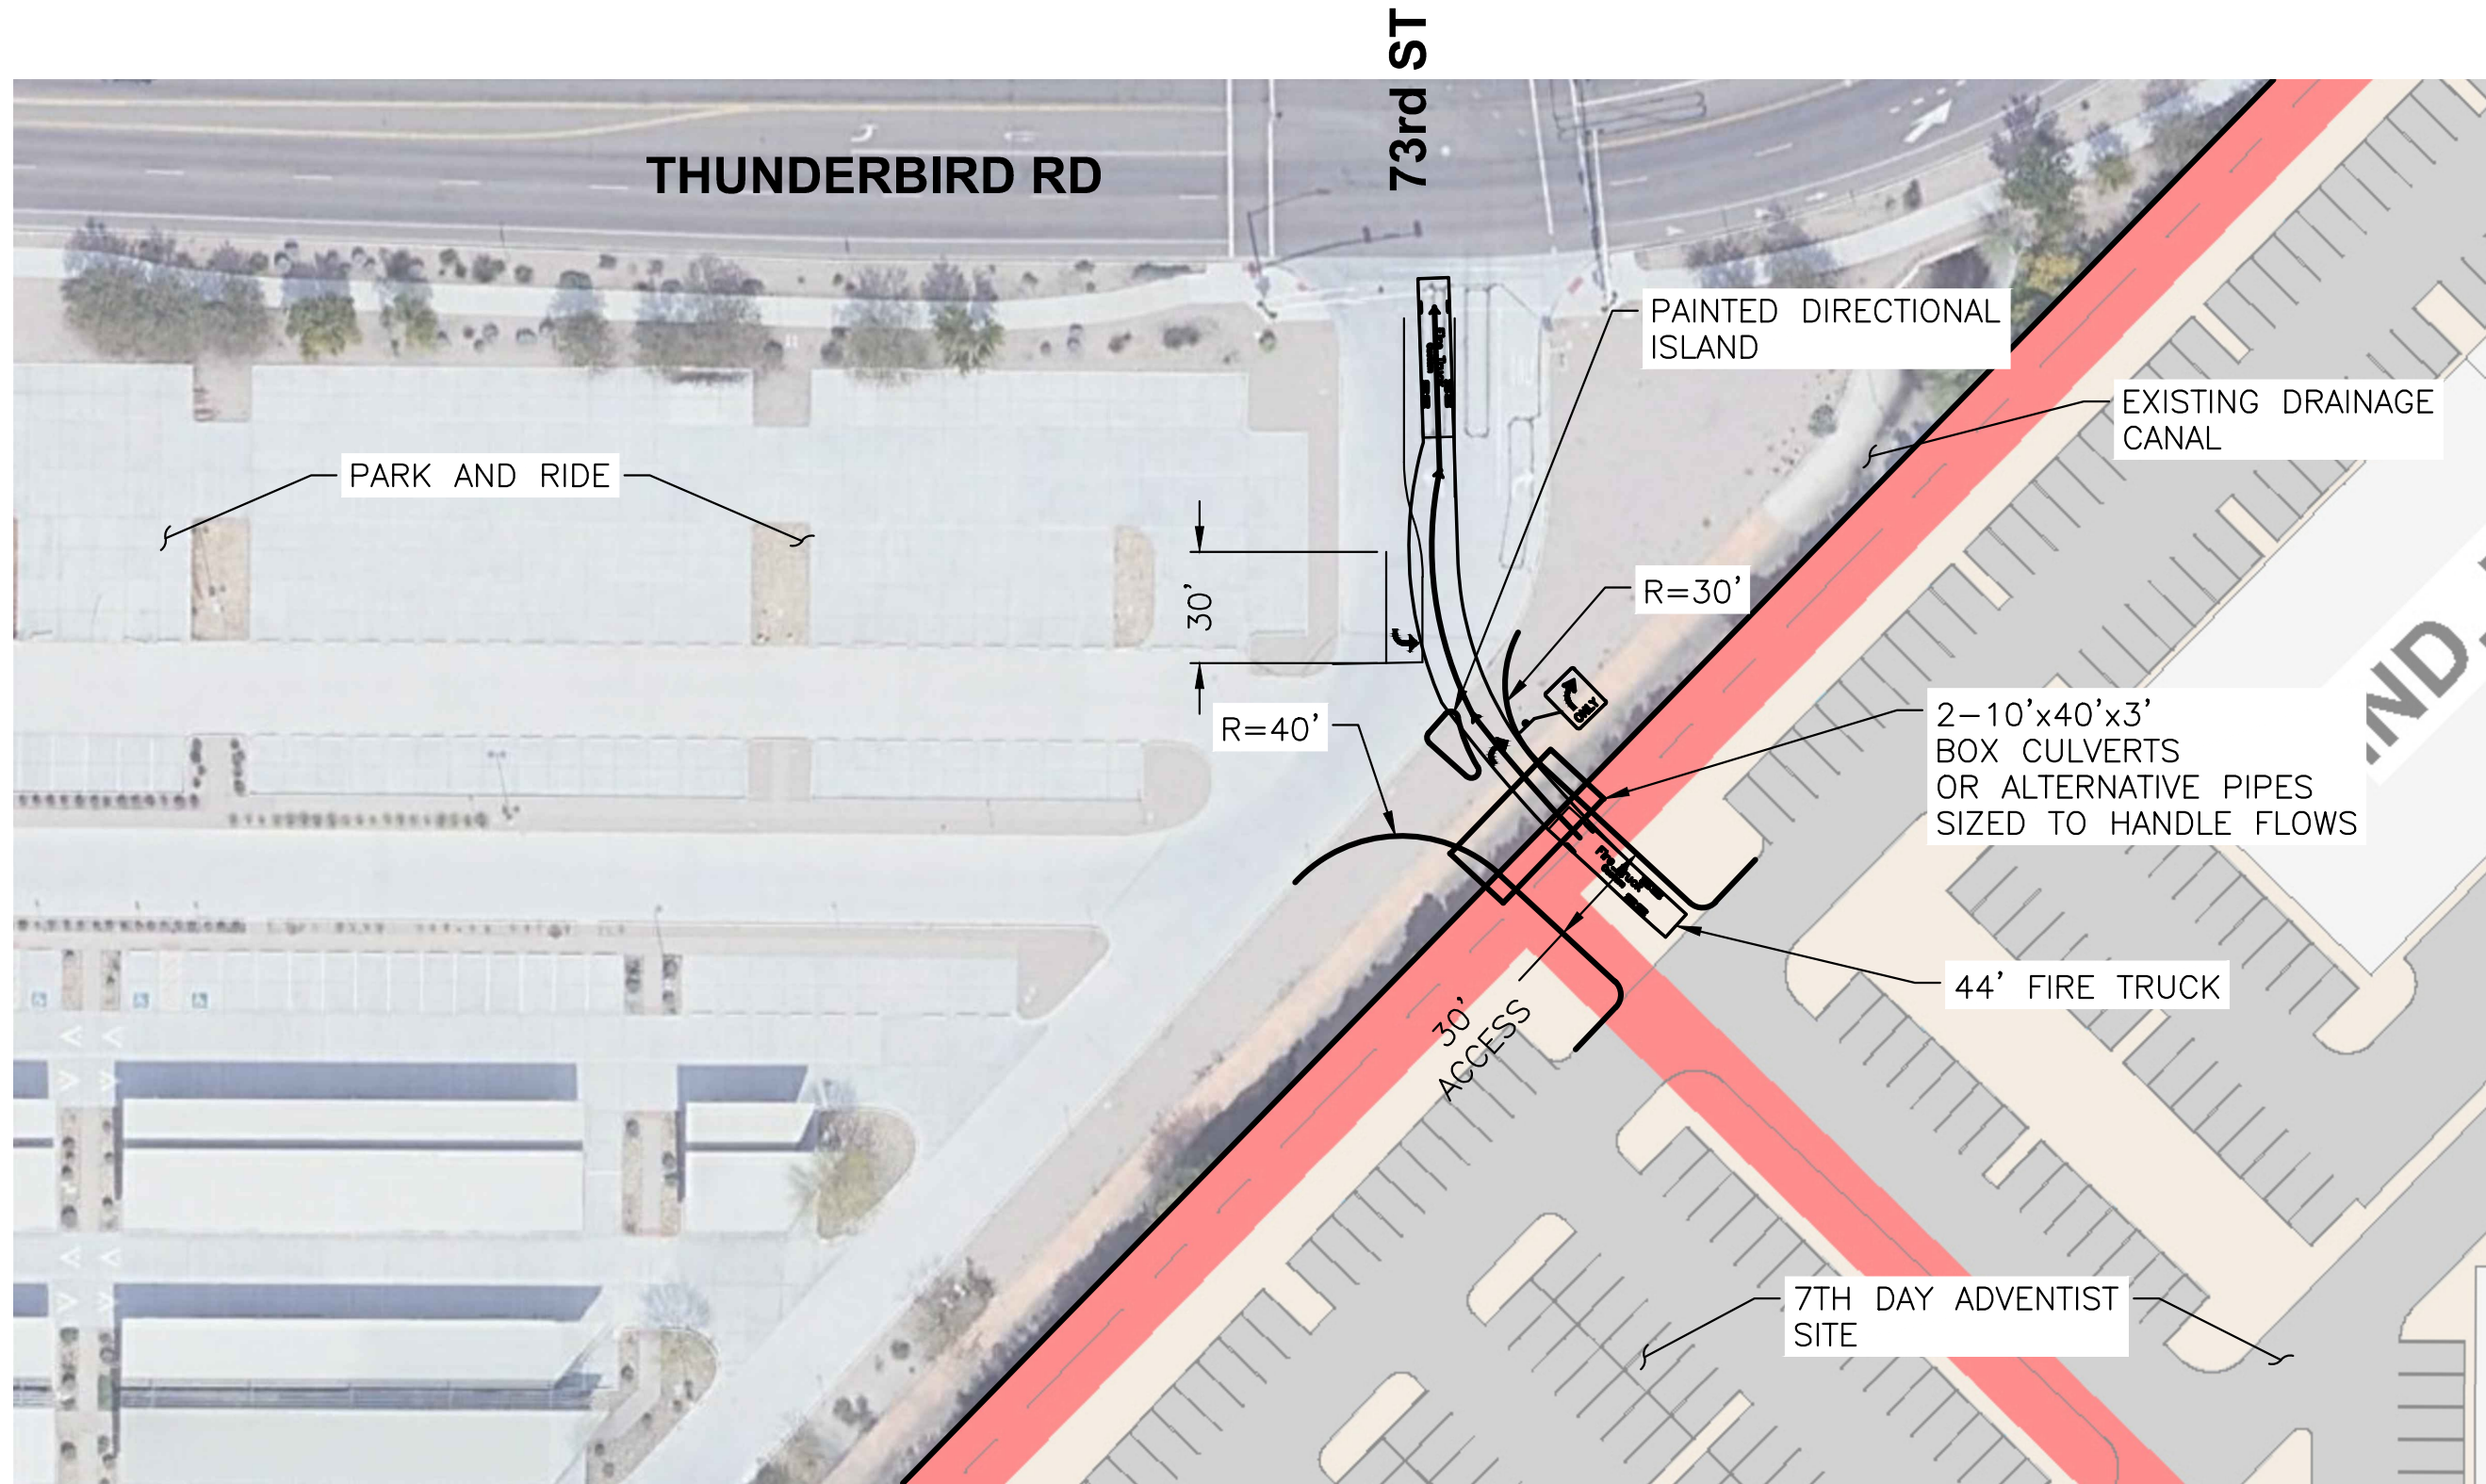 73rd ST
THUNDERBIRD RD
PAINTED DIRECTIONAL
ISLAND
EXISTING DRAINAGE
CANAL
PARK AND RIDE
30'
R=30'
ONLY
R=40'
2-10'x40'x3'
BOX CULVERTS
OR ALTERNATIVE PIPES
SIZED TO HANDLE FLOWS
Fire Truck
44' FIRE TRUCK
30'
ACCESS
7TH DAY ADVENTIST
SITE